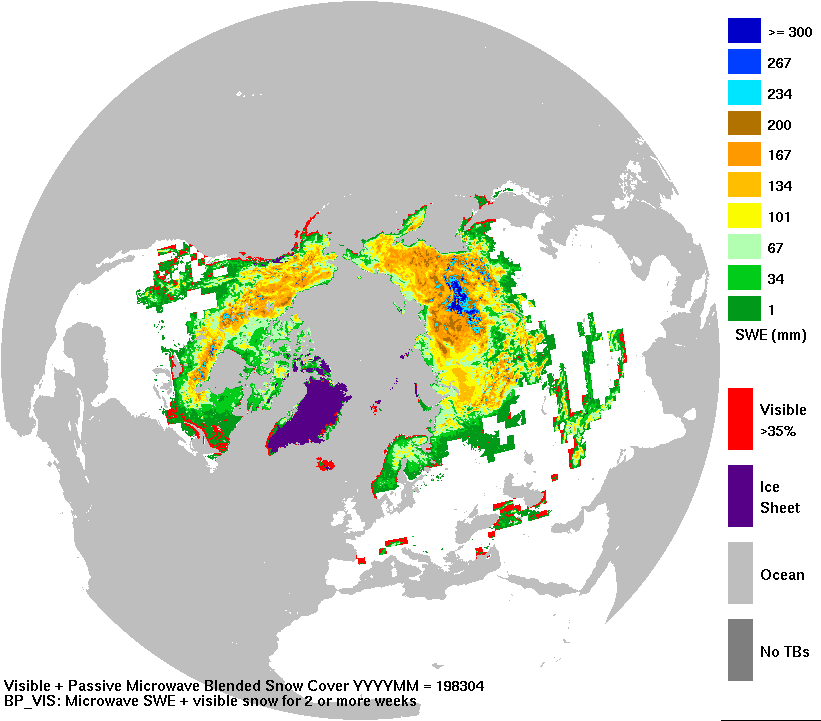 >= 300
267
234
200
167
134
101
67
34
1
SWE (mm)
Visible
>35%
Ice
Sheet
Ocean
No TBs
Visible + Passive Microwave Blended Snow Cover YYYYMM = 198304
BP_VIS: Microwave SWE + visible snow for 2 or more weeks